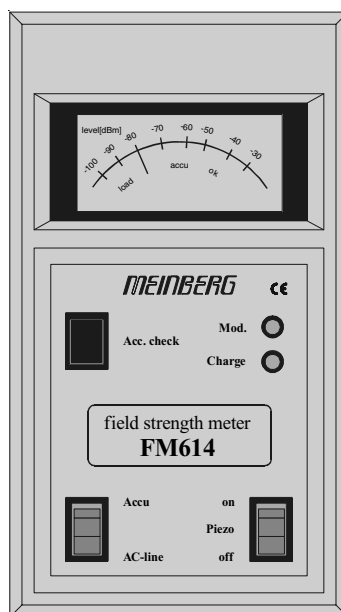 level[dBm]
-100 -90 -80 -70 -60 -50 -40 -30
load accu ok
MEINBERG CE
Mod.
Acc. check
Charge
field strength meter
FM614
Accu on
Piezo
AC-line off